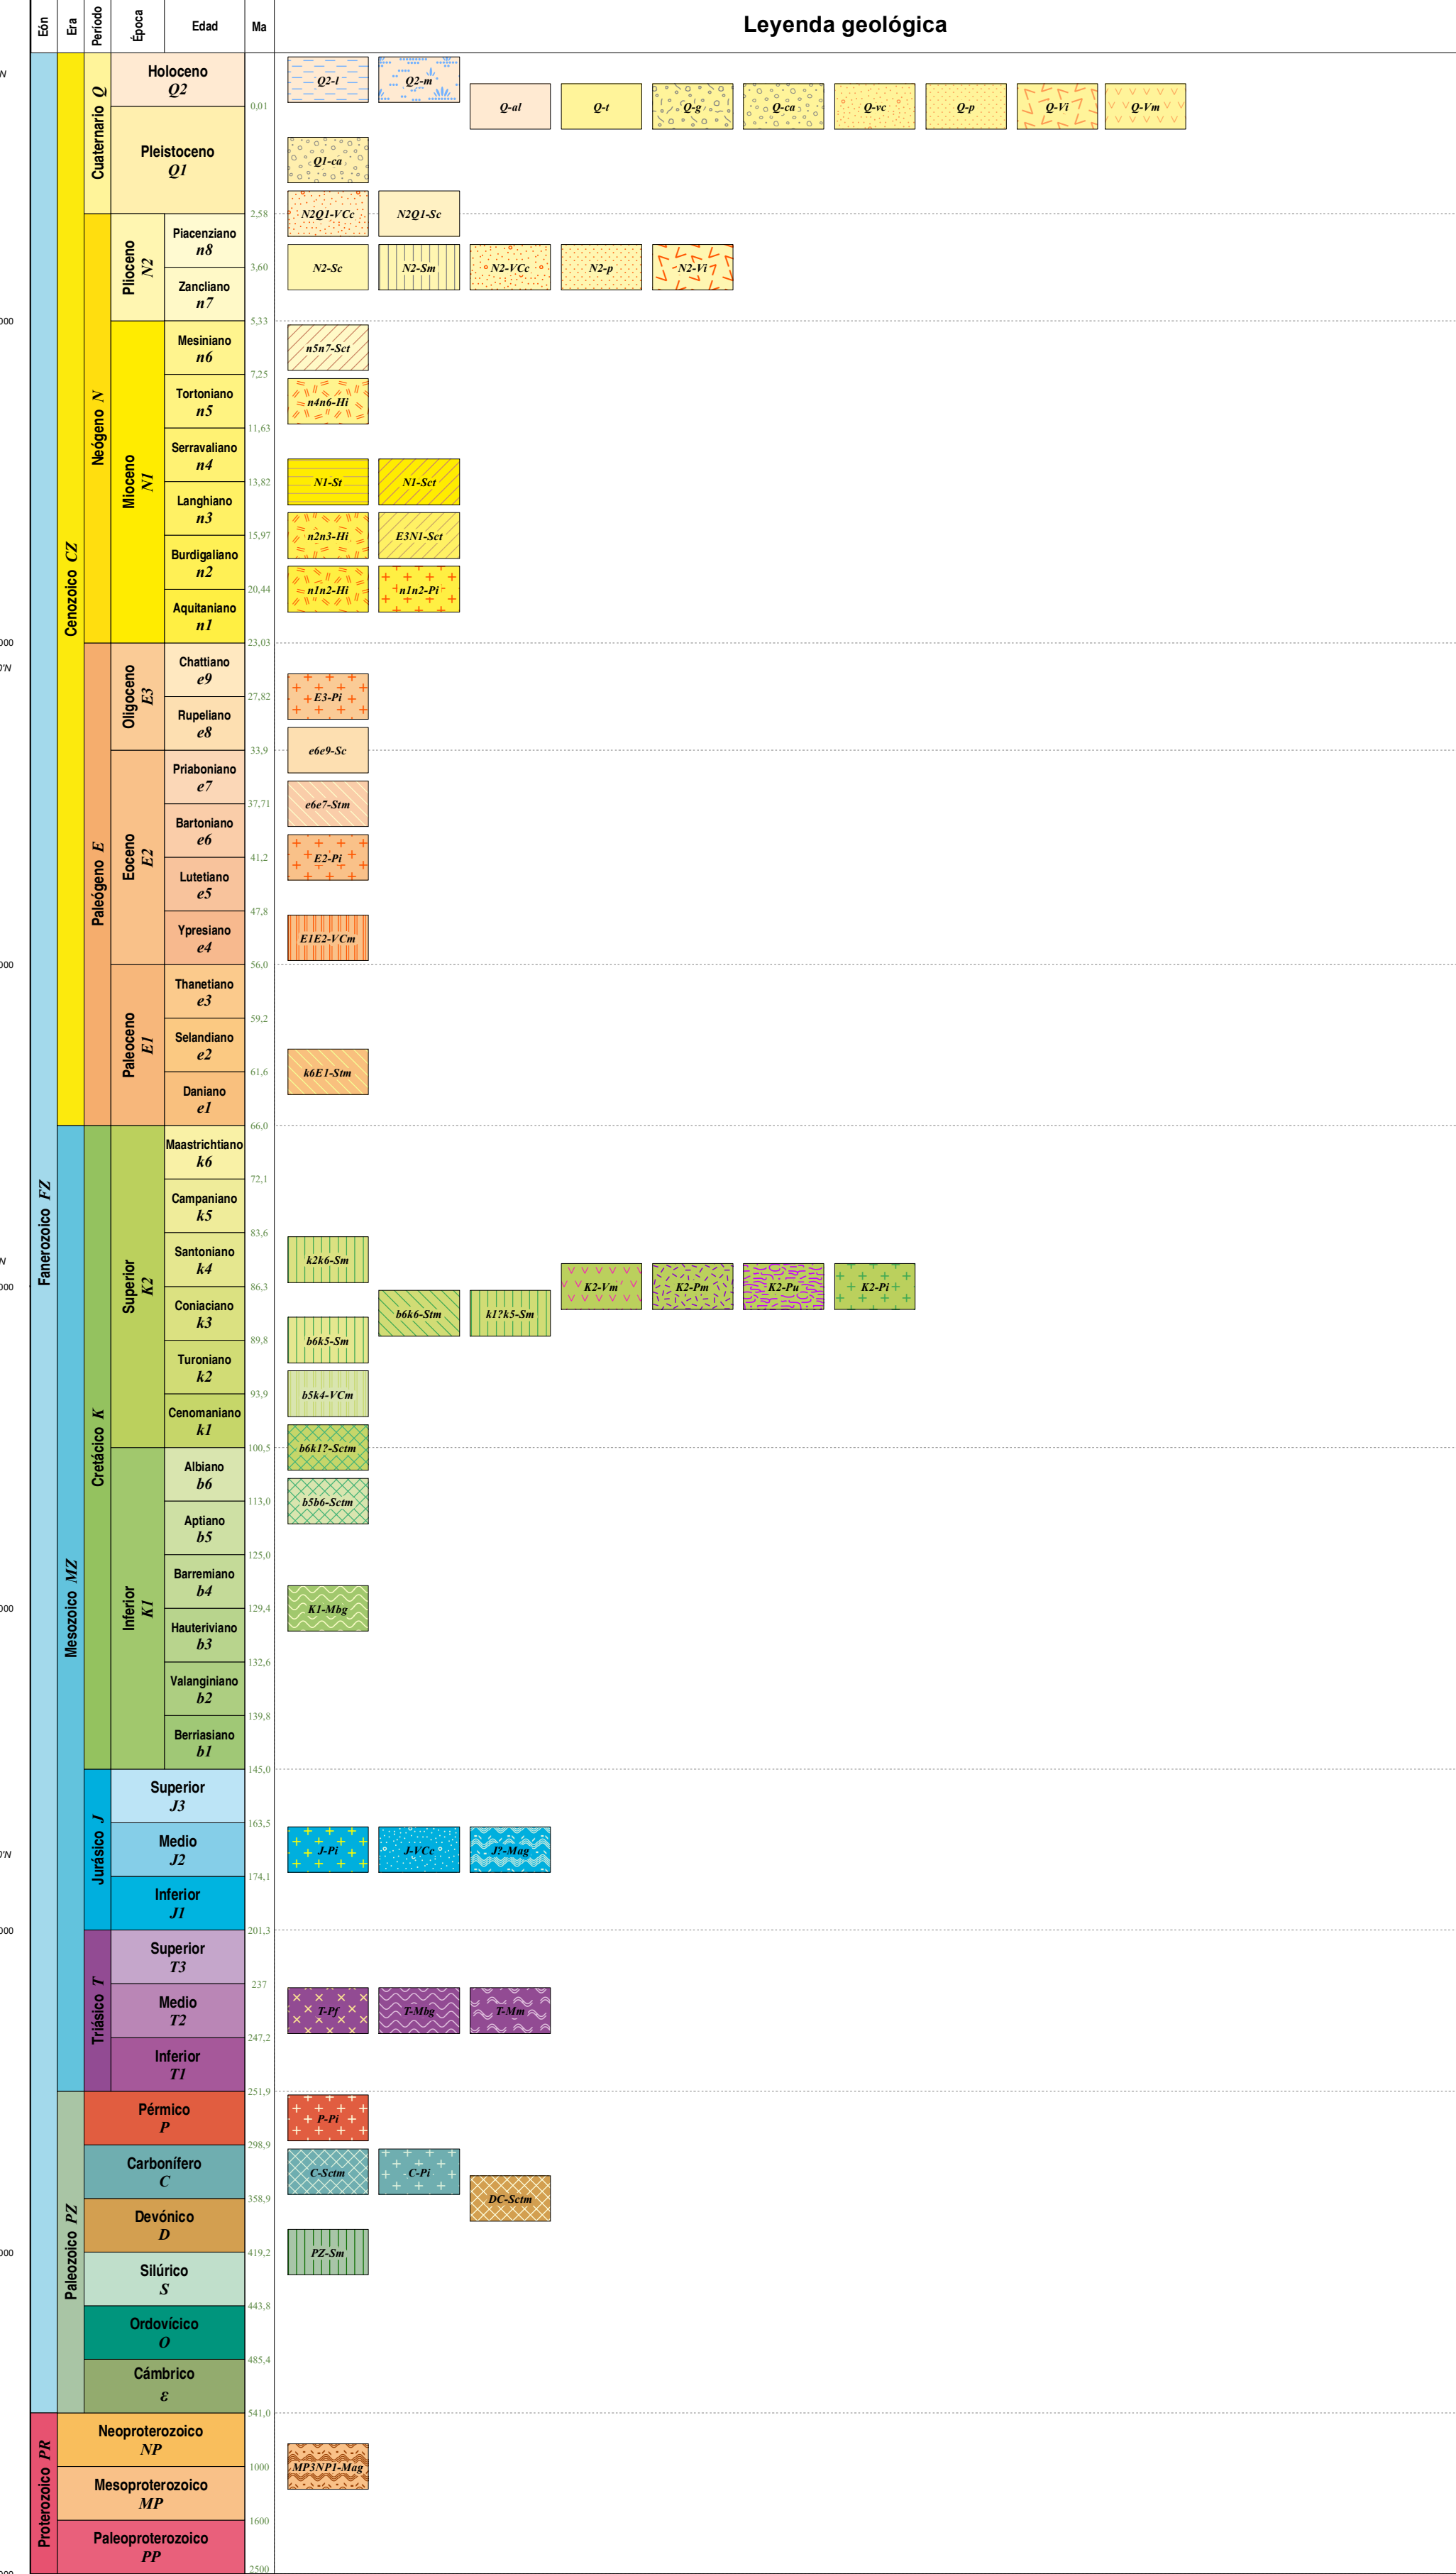 Eón
Era
Período
Época
Edad
Ma
Leyenda geológica
Fanerozoico FZ
Proterozoico PR
Cenozoico CZ
Mesozoico MZ
Paleozoico PZ
Cuaternario Q
Neógeno N
Paleógeno E
Cretácico K
Jurásico J
Triásico T
Holoceno
Q2
0,01
Pleistoceno
Q1
2,58
Plioceno
N2
Piacenziano
n8
3,60
Zancliano
n7
5,33
Mioceno
N1
Mesiniano
n6
7,25
Tortoniano
n5
11,63
Serravaliano
n4
13,82
Langhiano
n3
15,97
Burdigaliano
n2
20,44
Aquitaniano
n1
23,03
Oligoceno
E3
Chattiano
e9
27,82
Rupeliano
e8
33,9
Eoceno
E2
Priaboniano
e7
37,71
Bartoniano
e6
41,2
Lutetiano
e5
47,8
Ypresiano
e4
56,0
Paleoceno
E1
Thanetiano
e3
59,2
Selandiano
e2
61,6
Daniano
e1
66,0
Superior
K2
Maastrichtiano
k6
72,1
Campaniano
k5
83,6
Santoniano
k4
86,3
Coniaciano
k3
89,8
Turoniano
k2
93,9
Cenomaniano
k1
100,5
Inferior
K1
Albiano
b6
113,0
Aptiano
b5
125,0
Barremiano
b4
129,4
Hauteriviano
b3
132,6
Valanginiano
b2
139,8
Berriasiano
b1
145,0
Superior
J3
163,5
Medio
J2
174,1
Inferior
J1
201,3
Superior
T3
237
Medio
T2
247,2
Inferior
T1
251,9
Pérmico
P
298,9
Carbonífero
C
358,9
Devónico
D
419,2
Silúrico
S
443,8
Ordovícico
O
485,4
Cámbrico
ε
541,0
Neoproterozoico
NP
1000
Mesoproterozoico
MP
1600
Paleoproterozoico
PP
2500
Q2-l
Q2-m
Q-al
Q-t
Q-g
Q-ca
Q-vc
Q-p
Q-Vi
Q-Vm
Q1-ca
N2Q1-VCc
N2Q1-Sc
N2-Sc
N2-Sm
N2-VCc
N2-p
N2-Vi
n5n7-Sct
n4n6-Hi
N1-St
N1-Sct
n2n3-Hi
E3N1-Sct
n1n2-Hi
n1n2-Pi
E3-Pi
e6e9-Sc
e6e7-Stm
E2-Pi
E1E2-VCm
k6E1-Stm
k2k6-Sm
K2-Vm
K2-Pm
K2-Pu
K2-Pi
b6k6-Stm
k1?k5-Sm
b6k5-Sm
b5k4-VCm
b6k1?-Sctm
b5b6-Sctm
K1-Mbg
J-Pi
J-VCc
J?-Mag
T-Pf
T-Mbg
T-Mm
P-Pi
C-Sctm
C-Pi
DC-Sctm
PZ-Sm
MP3NP1-Mag